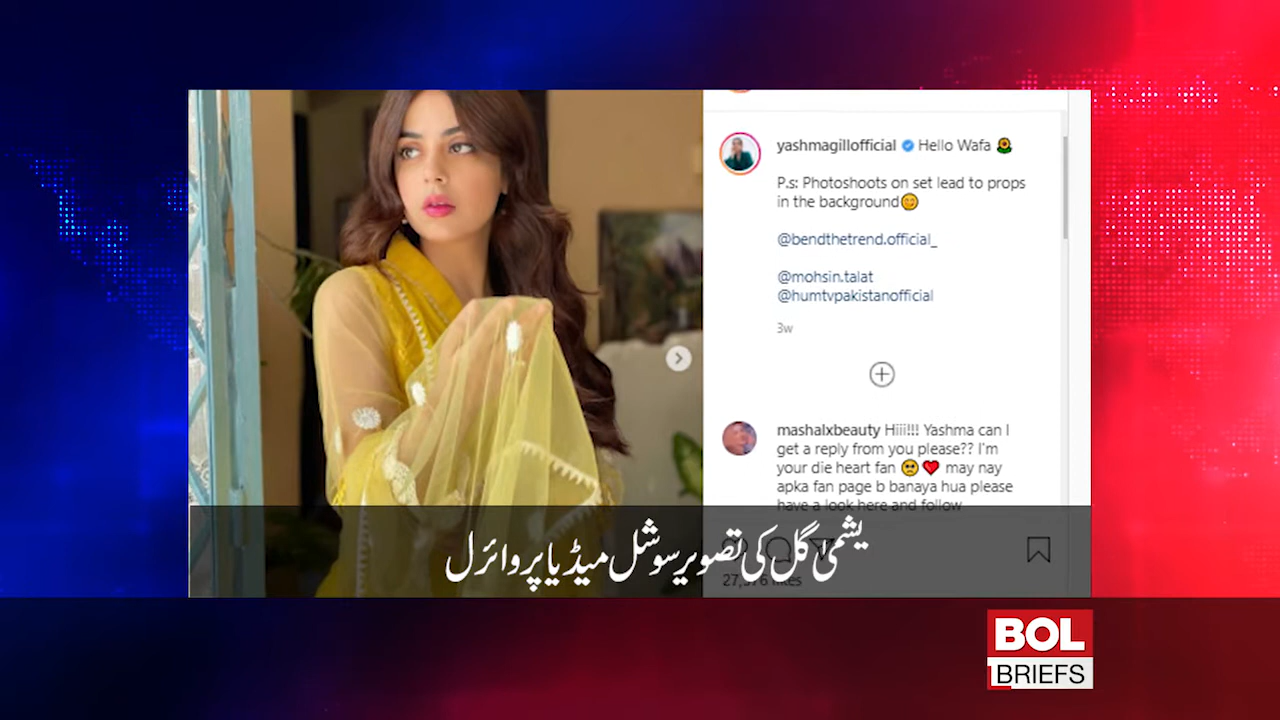 yashmagillofficial Hello Wafa 🌻
P.s: Photoshoots on set lead to props
in the background😋
@bendthetrend.official_
@mohsin.talat
@humtvpakistanofficial
3w
mashalxbeauty Hiii!!! Yashma can I
get a reply from you please?? I'm
your die heart fan 🥺❤️ may nay
apka fan page b banaya hua please
have a look here and follow
یشمیٰ گل کی تصویر سوشل میڈیا پر وائرل
likes
BOL
BRIEFS